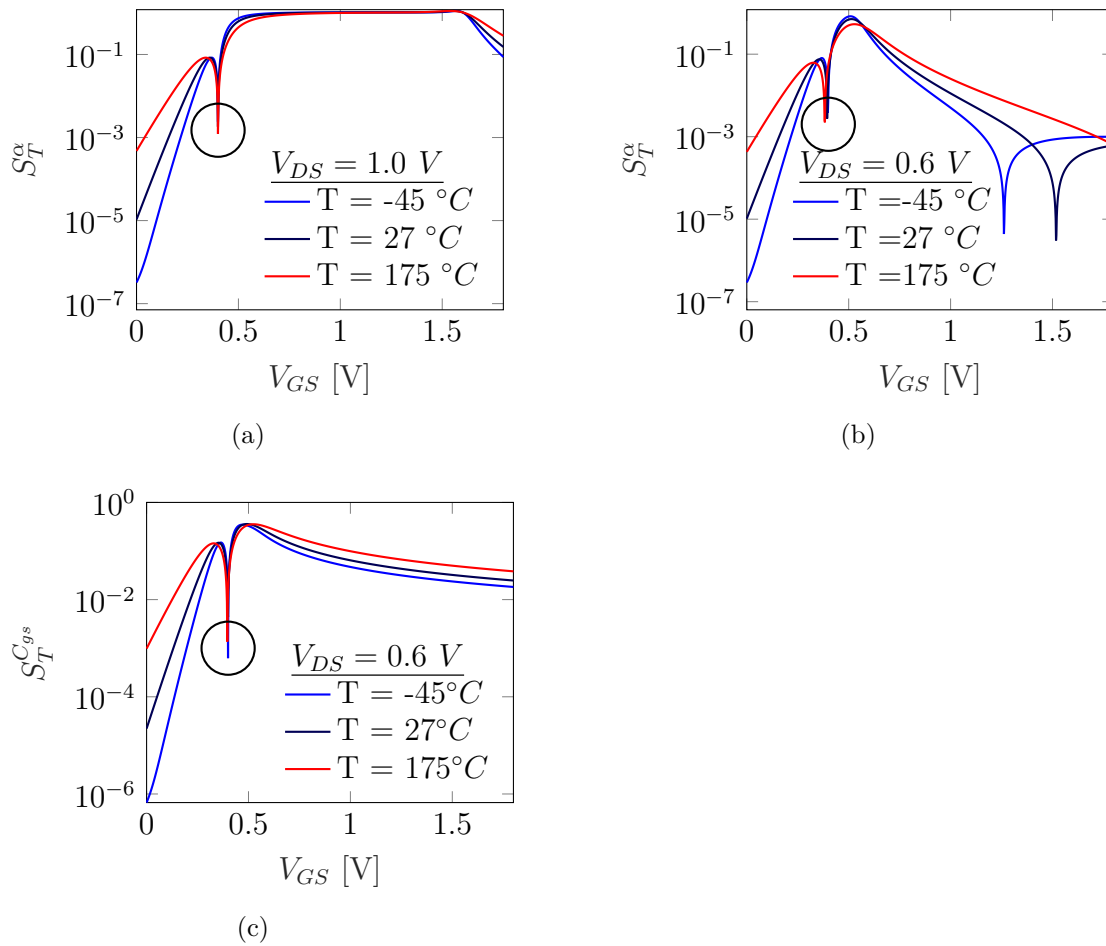 10⁻¹
10⁻³
10⁻⁵
10⁻⁷
S_T^α
V_DS = 1.0 V
T = -45 °C
T = 27 °C
T = 175 °C
0 0.5 1 1.5
V_GS [V]
(a)
10⁻¹
10⁻³
10⁻⁵
10⁻⁷
S_T^α
V_DS = 0.6 V
T =-45 °C
T =27 °C
T =175 °C
0 0.5 1 1.5
V_GS [V]
(b)
10⁰
10⁻²
10⁻⁴
10⁻⁶
S_T^{C_gs}
V_DS = 0.6 V
T = -45°C
T = 27°C
T = 175°C
0 0.5 1 1.5
V_GS [V]
(c)